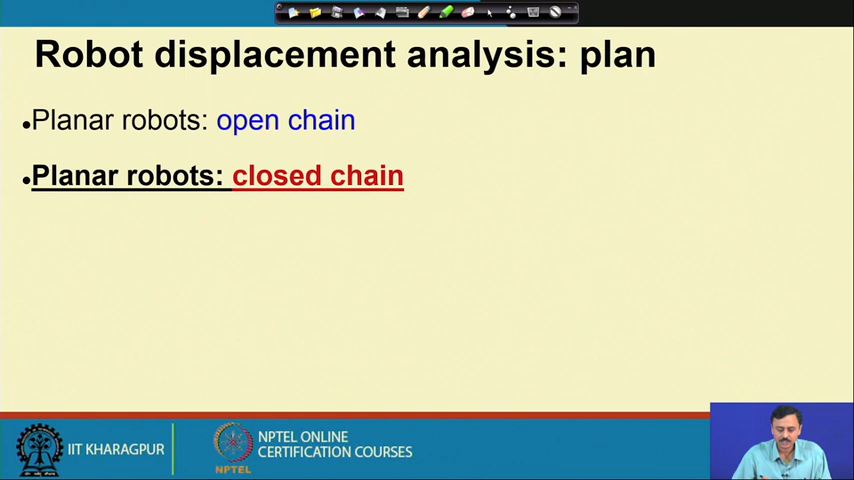 Robot displacement analysis: plan
•Planar robots: open chain
•Planar robots: closed chain
IIT KHARAGPUR
NPTEL
NPTEL ONLINE
CERTIFICATION COURSES